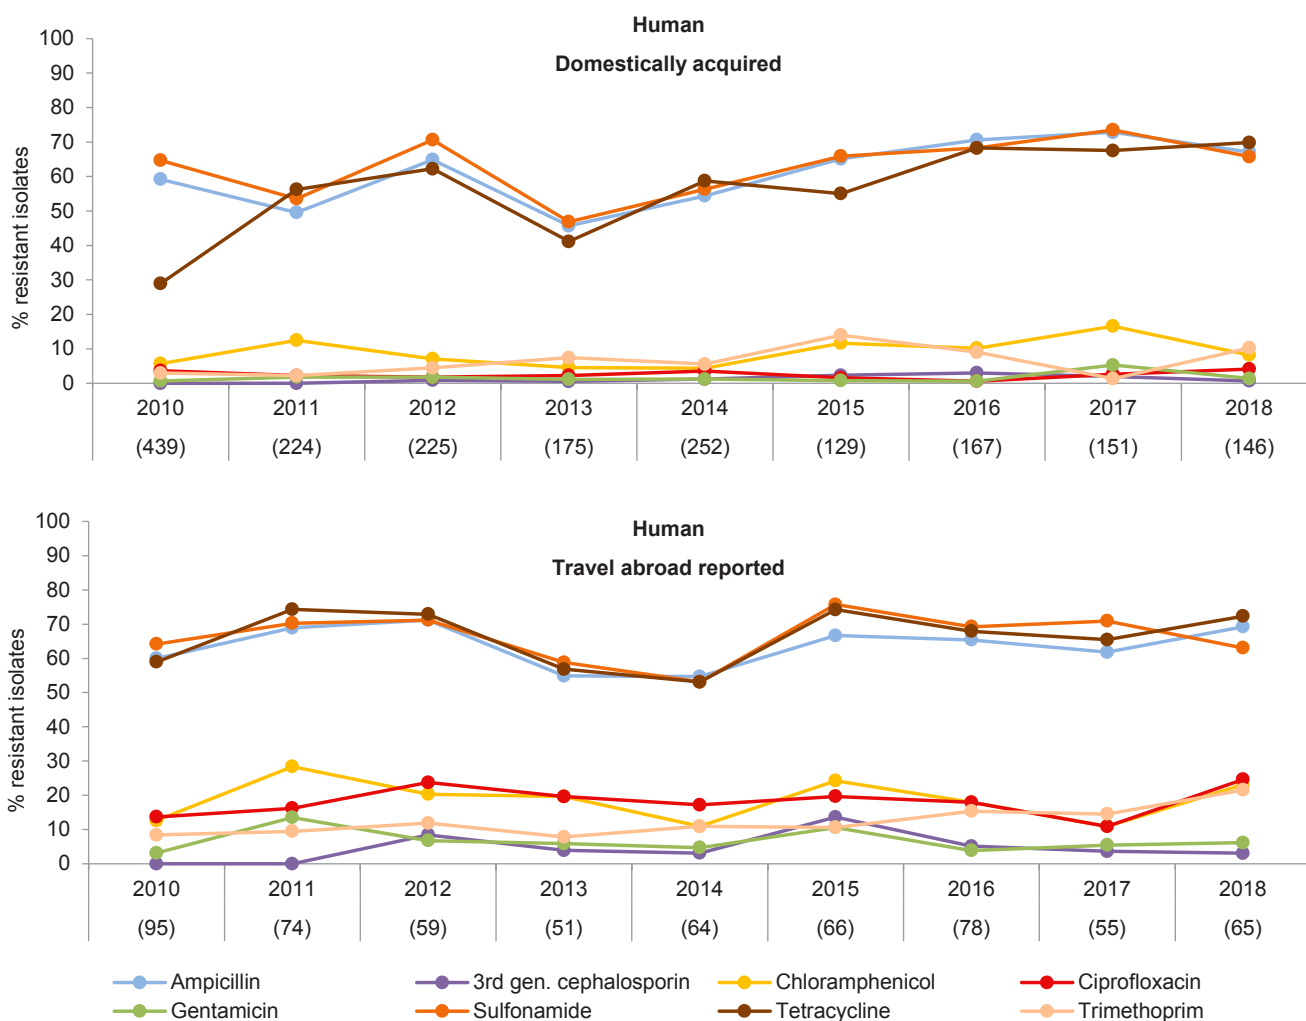 Human
Domestically acquired
% resistant isolates
100
90
80
70
60
50
40
30
20
10
0
2010 2011 2012 2013 2014 2015 2016 2017 2018
(439) (224) (225) (175) (252) (129) (167) (151) (146)
Human
Travel abroad reported
% resistant isolates
100
90
80
70
60
50
40
30
20
10
0
2010 2011 2012 2013 2014 2015 2016 2017 2018
(95) (74) (59) (51) (64) (66) (78) (55) (65)
Ampicillin 3rd gen. cephalosporin Chloramphenicol Ciprofloxacin
Gentamicin Sulfonamide Tetracycline Trimethoprim